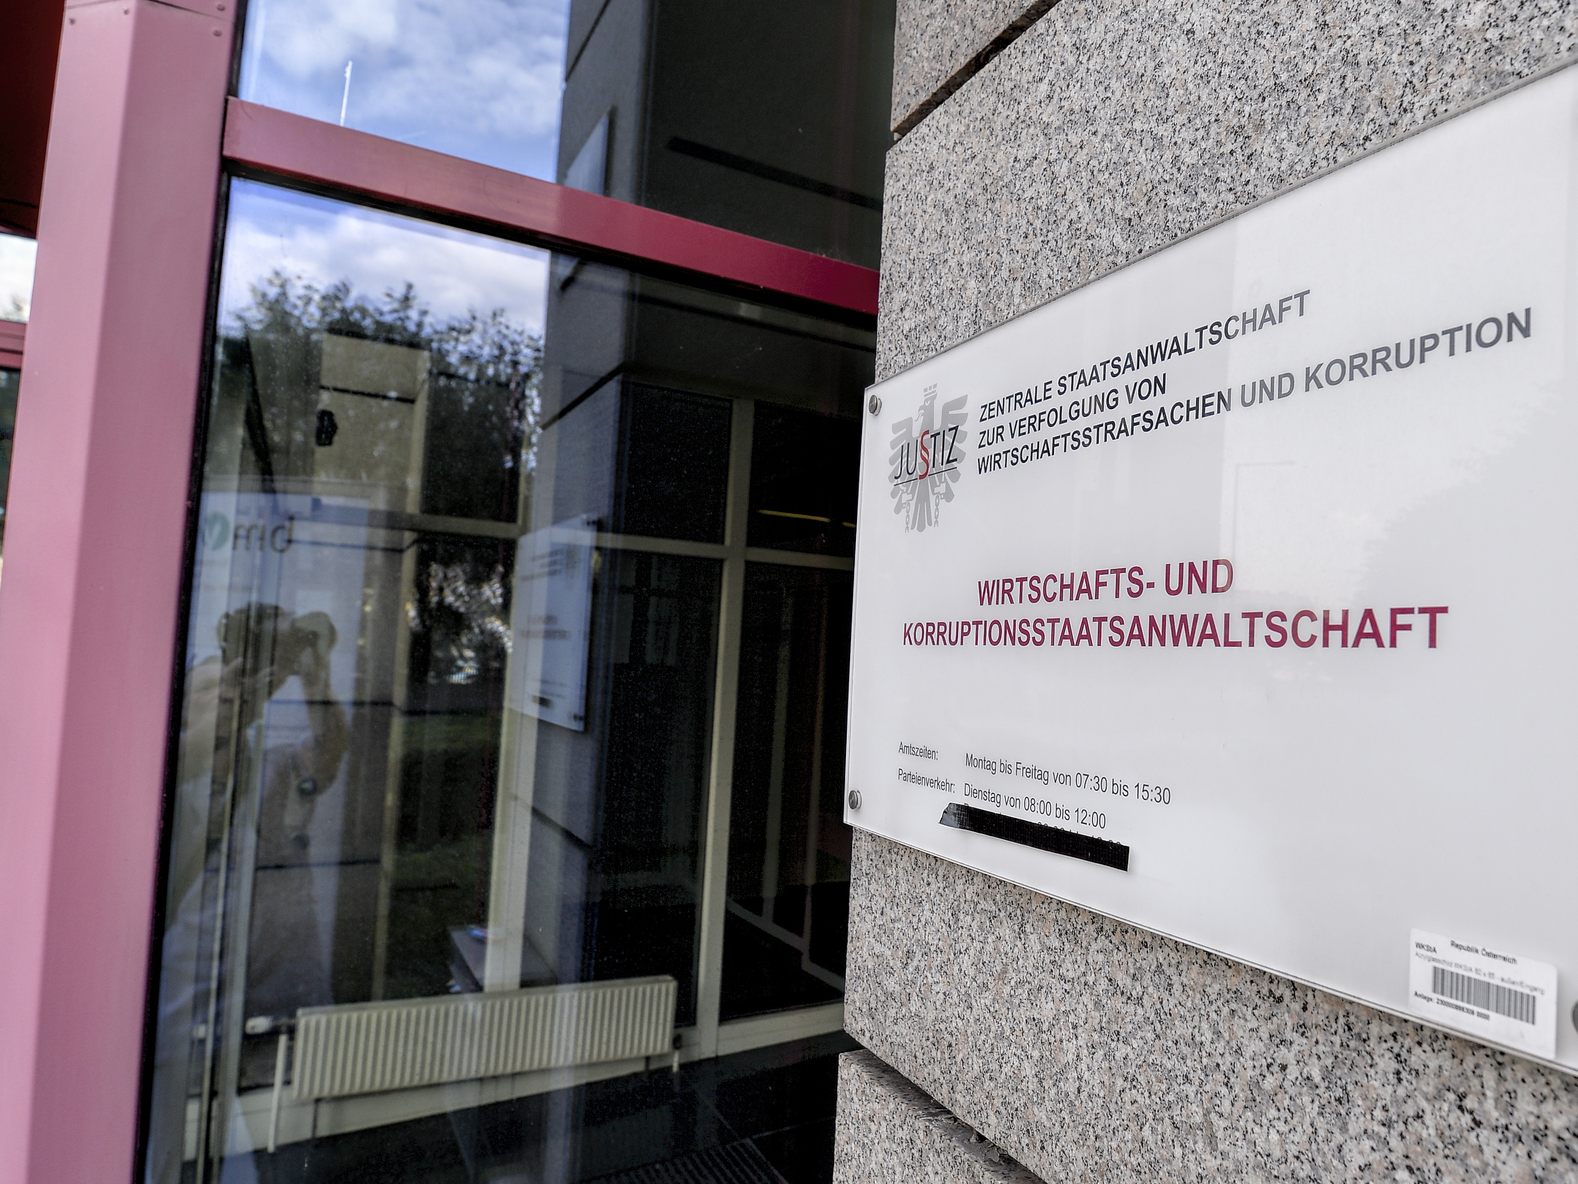 JUSTIZ
ZENTRALE STAATSANWALTSCHAFT
ZUR VERFOLGUNG VON
WIRTSCHAFTSSTRAFSACHEN UND KORRUPTION
WIRTSCHAFTS- UND
KORRUPTIONSSTAATSANWALTSCHAFT
Amtszeiten: Montag bis Freitag von 07:30 bis 15:30
Parteienverkehr: Dienstag von 08:00 bis 12:00
WKStA Republik Österreich